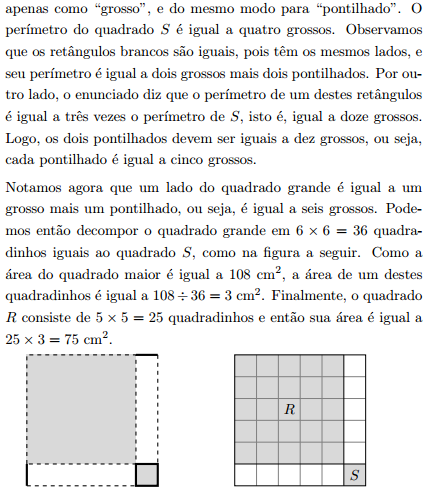 apenas como “grosso”, e do mesmo modo para “pontilhado”. O
perímetro do quadrado S é igual a quatro grossos. Observamos
que os retângulos brancos são iguais, pois têm os mesmos lados, e
seu perímetro é igual a dois grossos mais dois pontilhados. Por ou-
tro lado, o enunciado diz que o perímetro de um destes retângulos
é igual a três vezes o perímetro de S, isto é, igual a doze grossos.
Logo, os dois pontilhados devem ser iguais a dez grossos, ou seja,
cada pontilhado é igual a cinco grossos.
Notamos agora que um lado do quadrado grande é igual a um
grosso mais um pontilhado, ou seja, é igual a seis grossos. Pode-
mos então decompor o quadrado grande em 6 × 6 = 36 quadra-
dinhos iguais ao quadrado S, como na figura a seguir. Como a
área do quadrado maior é igual a 108 cm², a área de um destes
quadradinhos é igual a 108 ÷ 36 = 3 cm². Finalmente, o quadrado
R consiste de 5 × 5 = 25 quadradinhos e então sua área é igual a
25 × 3 = 75 cm².
R
S